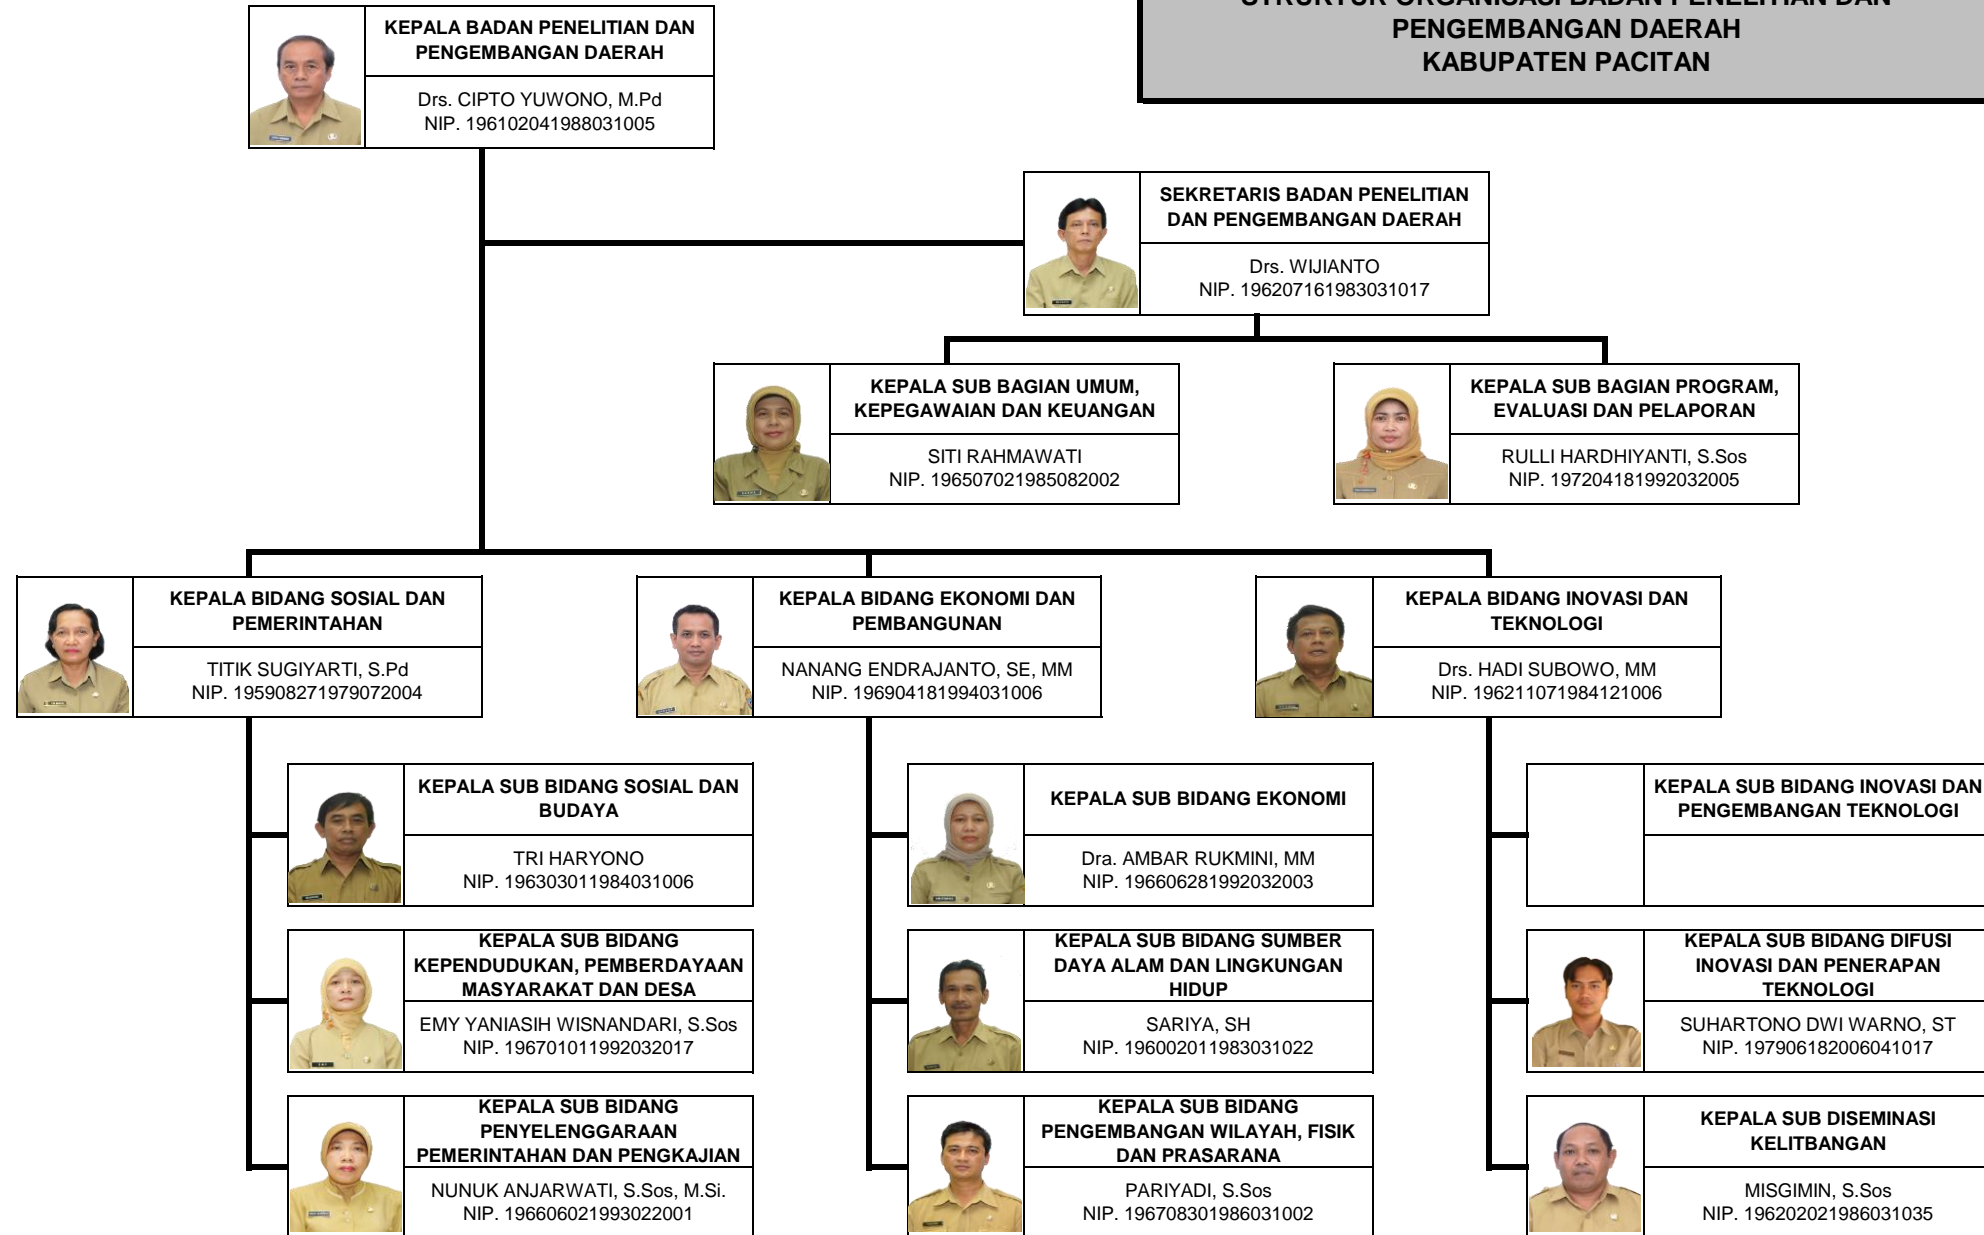 STRUKTUR ORGANISASI BADAN PENELITIAN DAN
PENGEMBANGAN DAERAH
KABUPATEN PACITAN
KEPALA BADAN PENELITIAN DAN
PENGEMBANGAN DAERAH
Drs. CIPTO YUWONO, M.Pd
NIP. 196102041988031005
SEKRETARIS BADAN PENELITIAN
DAN PENGEMBANGAN DAERAH
Drs. WIJIANTO
NIP. 196207161983031017
KEPALA SUB BAGIAN UMUM,
KEPEGAWAIAN DAN KEUANGAN
SITI RAHMAWATI
NIP. 196507021985082002
KEPALA SUB BAGIAN PROGRAM,
EVALUASI DAN PELAPORAN
RULLI HARDHIYANTI, S.Sos
NIP. 197204181992032005
KEPALA BIDANG SOSIAL DAN
PEMERINTAHAN
TITIK SUGIYARTI, S.Pd
NIP. 195908271979072004
KEPALA BIDANG EKONOMI DAN
PEMBANGUNAN
NANANG ENDRAJANTO, SE, MM
NIP. 196904181994031006
KEPALA BIDANG INOVASI DAN
TEKNOLOGI
Drs. HADI SUBOWO, MM
NIP. 196211071984121006
KEPALA SUB BIDANG SOSIAL DAN
BUDAYA
TRI HARYONO
NIP. 196303011984031006
KEPALA SUB BIDANG EKONOMI
Dra. AMBAR RUKMINI, MM
NIP. 196606281992032003
KEPALA SUB BIDANG INOVASI DAN
PENGEMBANGAN TEKNOLOGI
KEPALA SUB BIDANG
KEPENDUDUKAN, PEMBERDAYAAN
MASYARAKAT DAN DESA
EMY YANIASIH WISNANDARI, S.Sos
NIP. 196701011992032017
KEPALA SUB BIDANG SUMBER
DAYA ALAM DAN LINGKUNGAN
HIDUP
SARIYA, SH
NIP. 196002011983031022
KEPALA SUB BIDANG DIFUSI
INOVASI DAN PENERAPAN
TEKNOLOGI
SUHARTONO DWI WARNO, ST
NIP. 197906182006041017
KEPALA SUB BIDANG
PENYELENGGARAAN
PEMERINTAHAN DAN PENGKAJIAN
NUNUK ANJARWATI, S.Sos, M.Si.
NIP. 196606021993022001
KEPALA SUB BIDANG
PENGEMBANGAN WILAYAH, FISIK
DAN PRASARANA
PARIYADI, S.Sos
NIP. 196708301986031002
KEPALA SUB DISEMINASI
KELITBANGAN
MISGIMIN, S.Sos
NIP. 196202021986031035